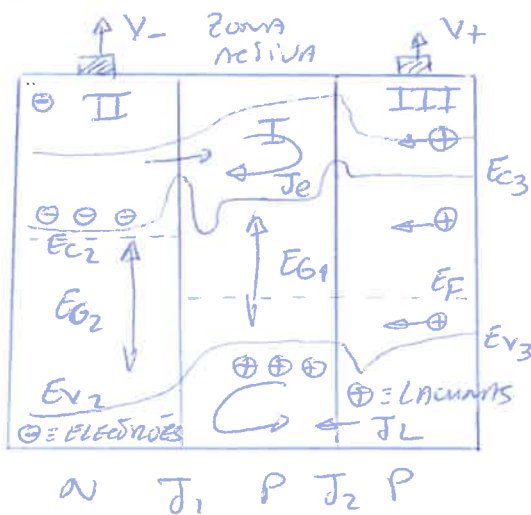 V- ZONA ACTIVA V+
⊖ II I III ⊕
Je Ec3
⊖ ⊖ ⊖ ⊕
Ec2 EG1
EG2 EF
⊕
Ev3
Ev2 ⊕ ⊕ ⊕ ⊕ ≡ LACUNAS
⊖ ≡ ELECTRÕES JL
N J1 P J2 P